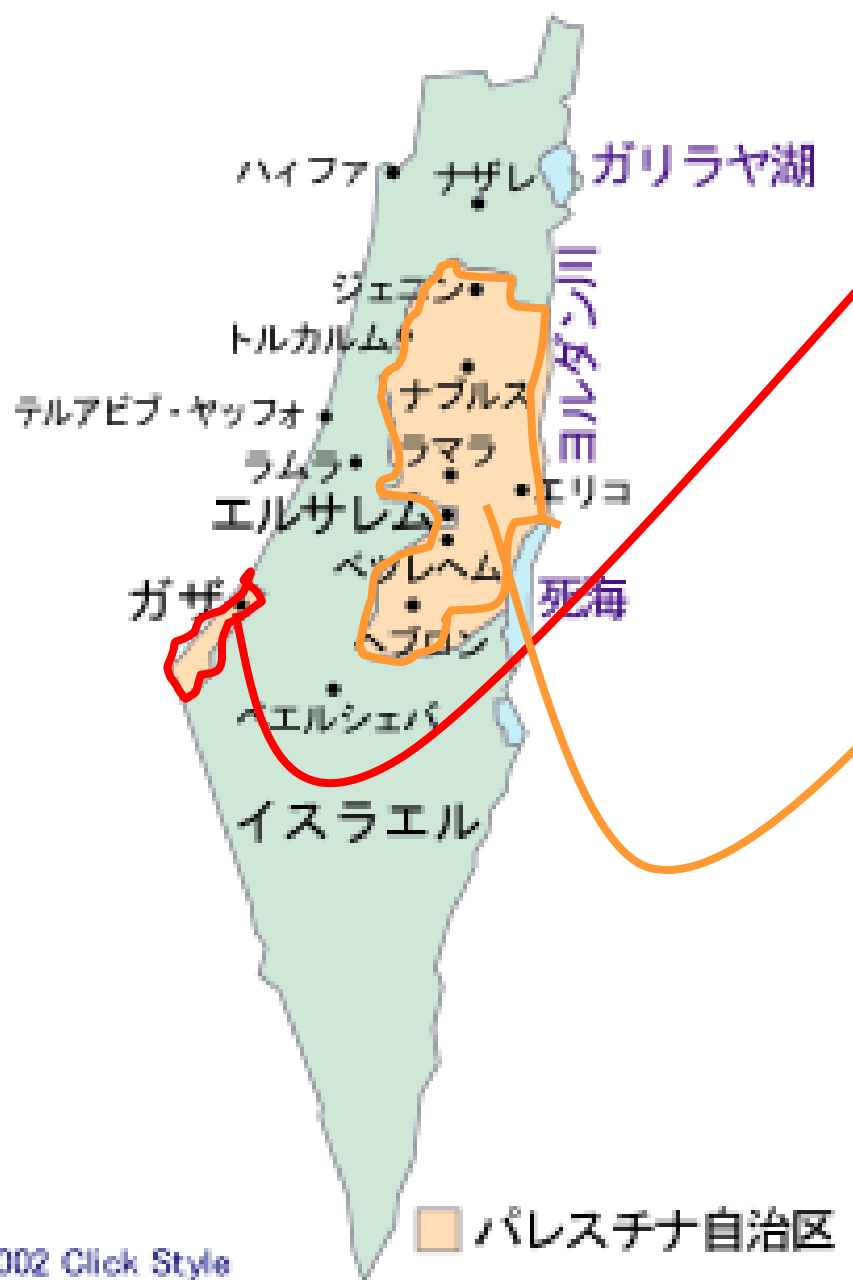 ハイファ
ナザレ
ガリラヤ湖
ジェニン
トルカルム
ヨルダン川
ナブルス
テルアビブ・ヤッフォ
ラマラ
ラムラ
エリコ
エルサレム
ベツレヘム
ガザ
死海
ヘブロン
ベエルシェバ
イスラエル
パレスチナ自治区
002 Click Style